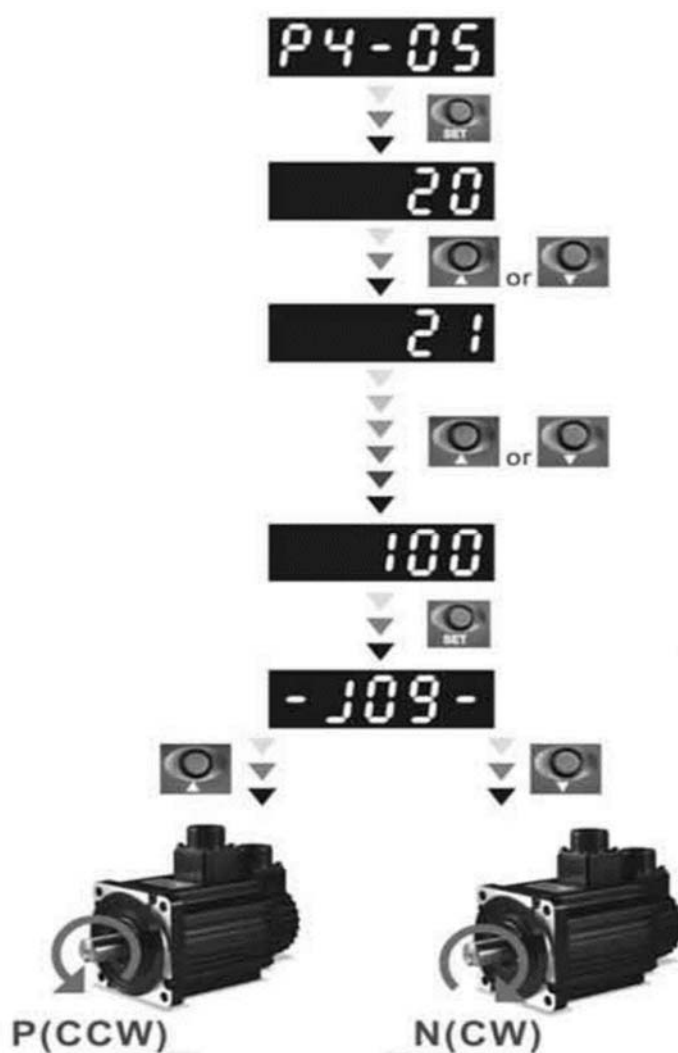 P4-05
SET
20
or
21
or
100
SET
-JOG-
P(CCW)
N(CW)